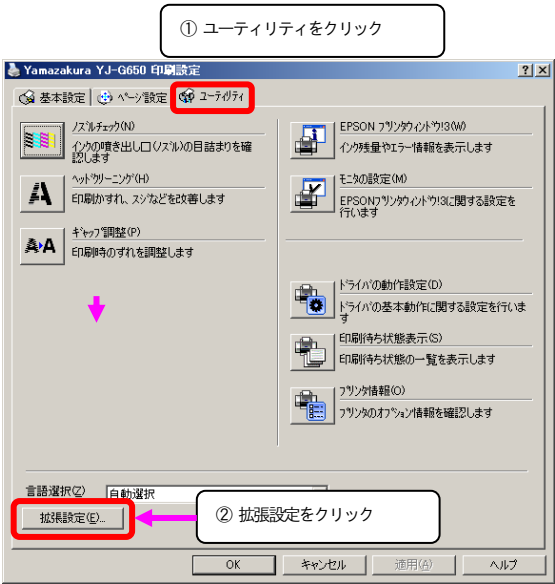 ① ユーティリティをクリック
Yamazakura YJ-G650 印刷設定
基本設定
ﾍﾟｰｼﾞ設定
ﾕｰﾃｨﾘﾃｨ
ﾉｽﾞﾙﾁｪｯｸ(N)
ｲﾝｸの噴き出し口(ﾉｽﾞﾙ)の目詰まりを確
認します
ﾍｯﾄﾞｸﾘｰﾆﾝｸﾞ(H)
印刷かすれ、ｽｼﾞなどを改善します
ｷﾞｬｯﾌﾟ調整(P)
印刷時のずれを調整します
EPSON ﾌﾟﾘﾝﾀｳｨﾝﾄﾞｳ!3(W)
ｲﾝｸ残量やｴﾗｰ情報を表示します
ﾓﾆﾀの設定(M)
EPSONﾌﾟﾘﾝﾀｳｨﾝﾄﾞｳ!3に関する設定を
行います
ﾄﾞﾗｲﾊﾞの動作設定(D)
ﾄﾞﾗｲﾊﾞの基本動作に関する設定を行いま
す
印刷待ち状態表示(S)
印刷待ち状態の一覧を表示します
ﾌﾟﾘﾝﾀ情報(O)
ﾌﾟﾘﾝﾀのｵﾌﾟｼｮﾝ情報を確認します
言語選択(Z)
自動選択
拡張設定(E)...
② 拡張設定をクリック
OK
キャンセル
適用(A)
ヘルプ